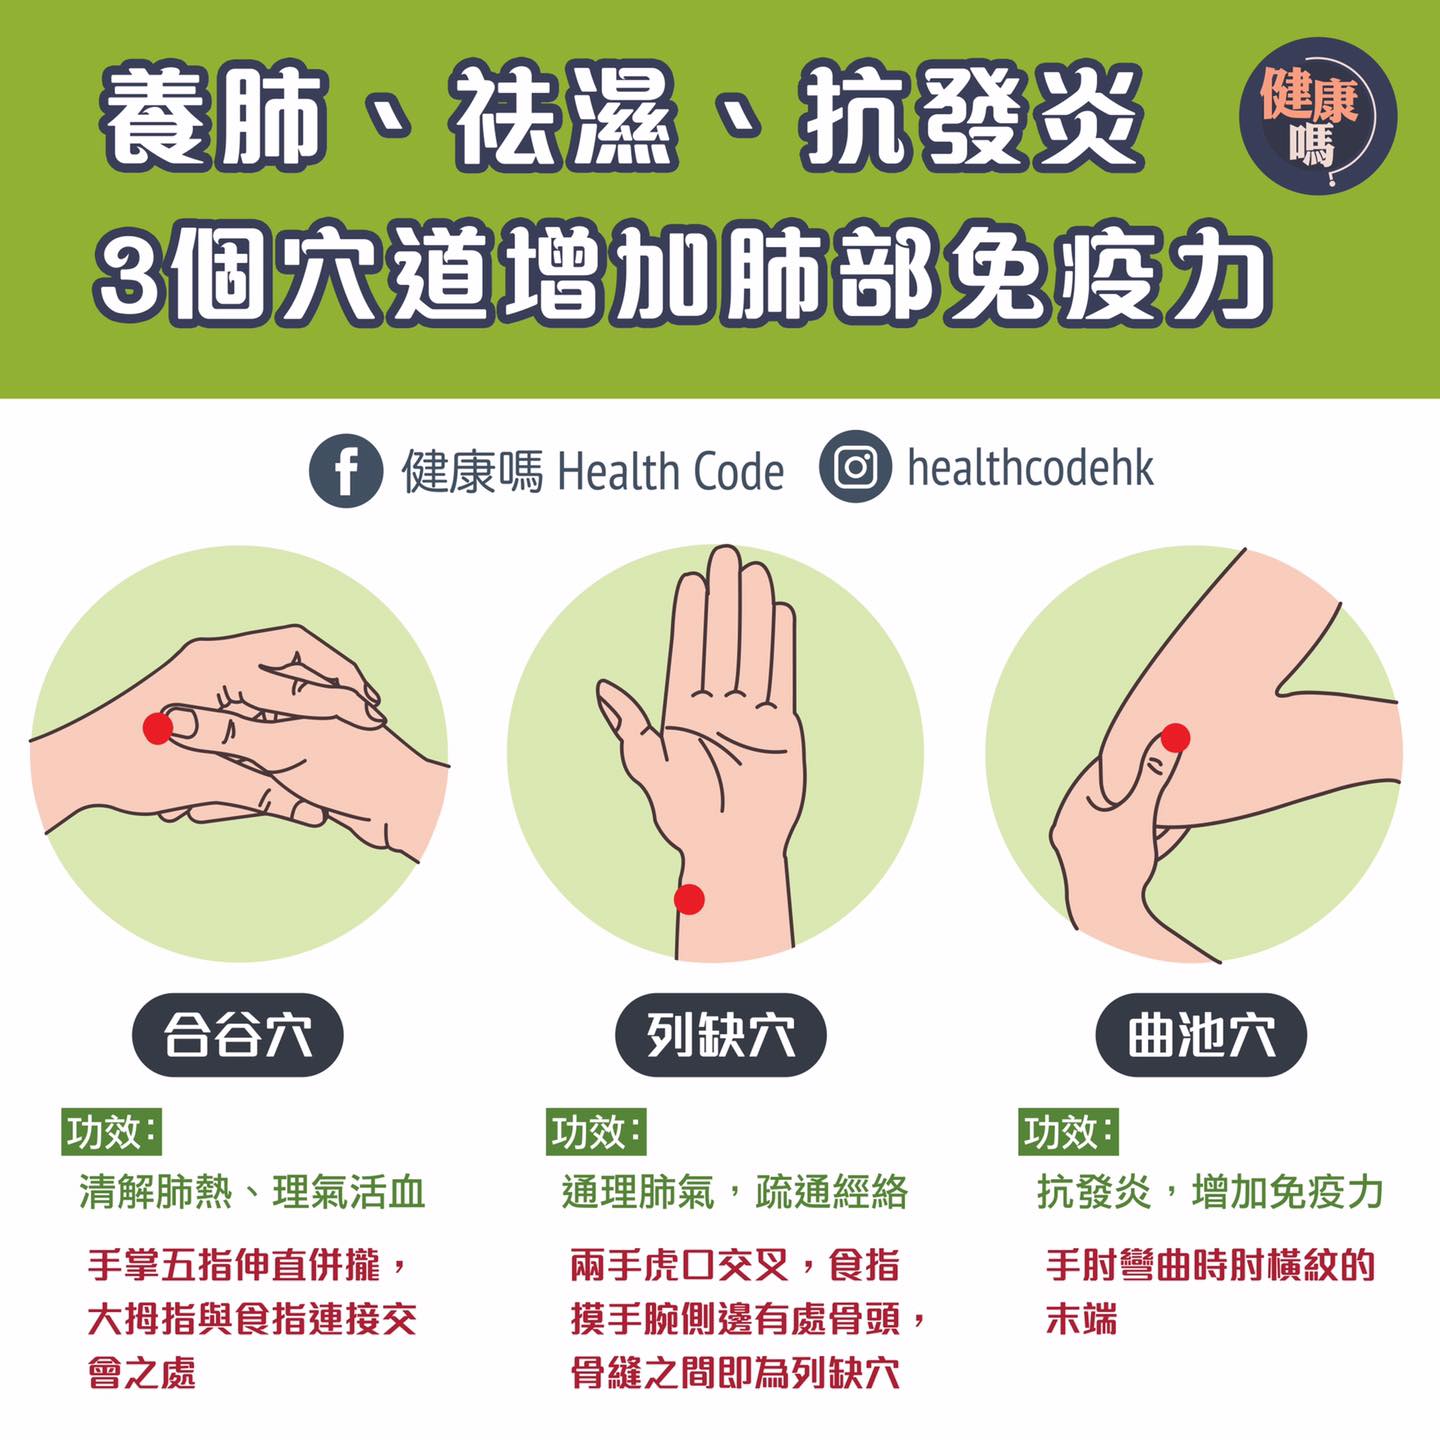 養肺、祛濕、抗發炎
健康
嗎
3個穴道增加肺部免疫力
健康嗎 Health Code
healthcodehk
合谷穴
功效：
清解肺熱、理氣活血
手掌五指伸直併攏，
大拇指與食指連接交
會之處
列缺穴
功效：
通理肺氣，疏通經絡
兩手虎口交叉，食指
摸手腕側邊有處骨頭，
骨縫之間即為列缺穴
曲池穴
功效：
抗發炎，增加免疫力
手肘彎曲時肘橫紋的
末端